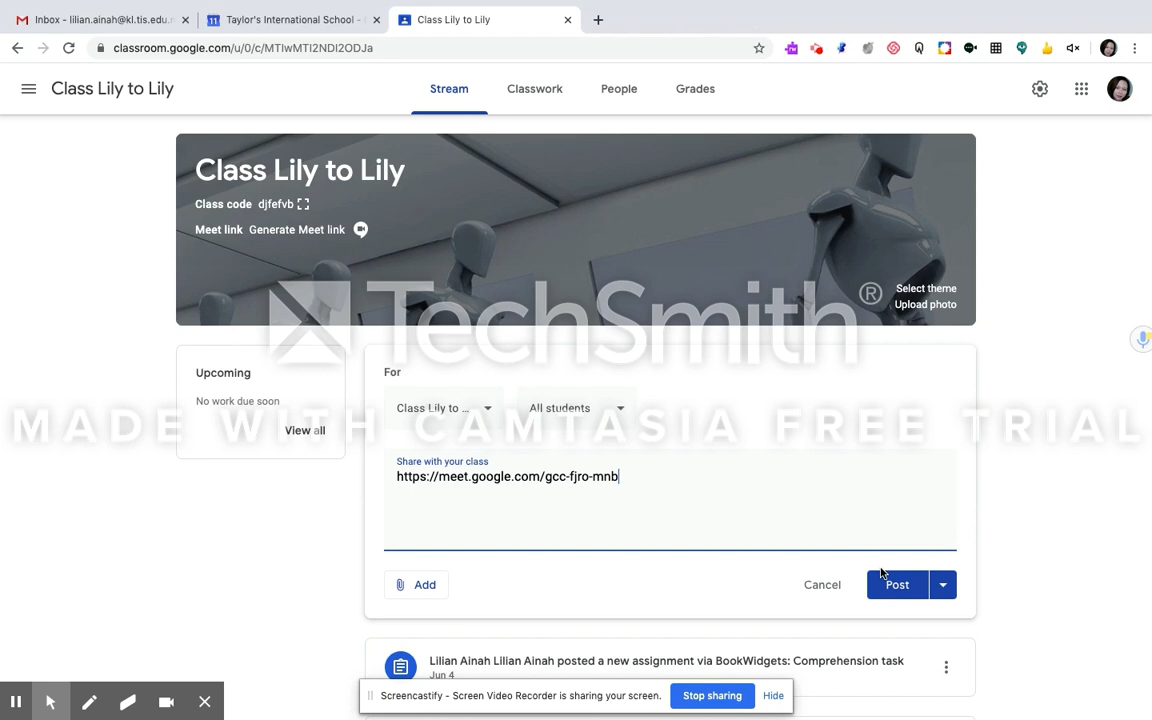 Inbox - lilian.ainah@kl.tis.edu.
Taylor's International School -
Class Lily to Lily
classroom.google.com/u/0/c/MTIwMTI2NDI2ODJa
Class Lily to Lily
Stream
Classwork
People
Grades
Class Lily to Lily
Class code djfefvb
Meet link Generate Meet link
Select theme
Upload photo
TechSmith ®
MADE WITH CAMTASIA FREE TRIAL
Upcoming
No work due soon
View all
For
Class Lily to ...
All students
Share with your class
https://meet.google.com/gcc-fjro-mnb
Add
Cancel
Post
Lilian Ainah Lilian Ainah posted a new assignment via BookWidgets: Comprehension task
Jun 4
Screencastify - Screen Video Recorder is sharing your screen.
Stop sharing
Hide